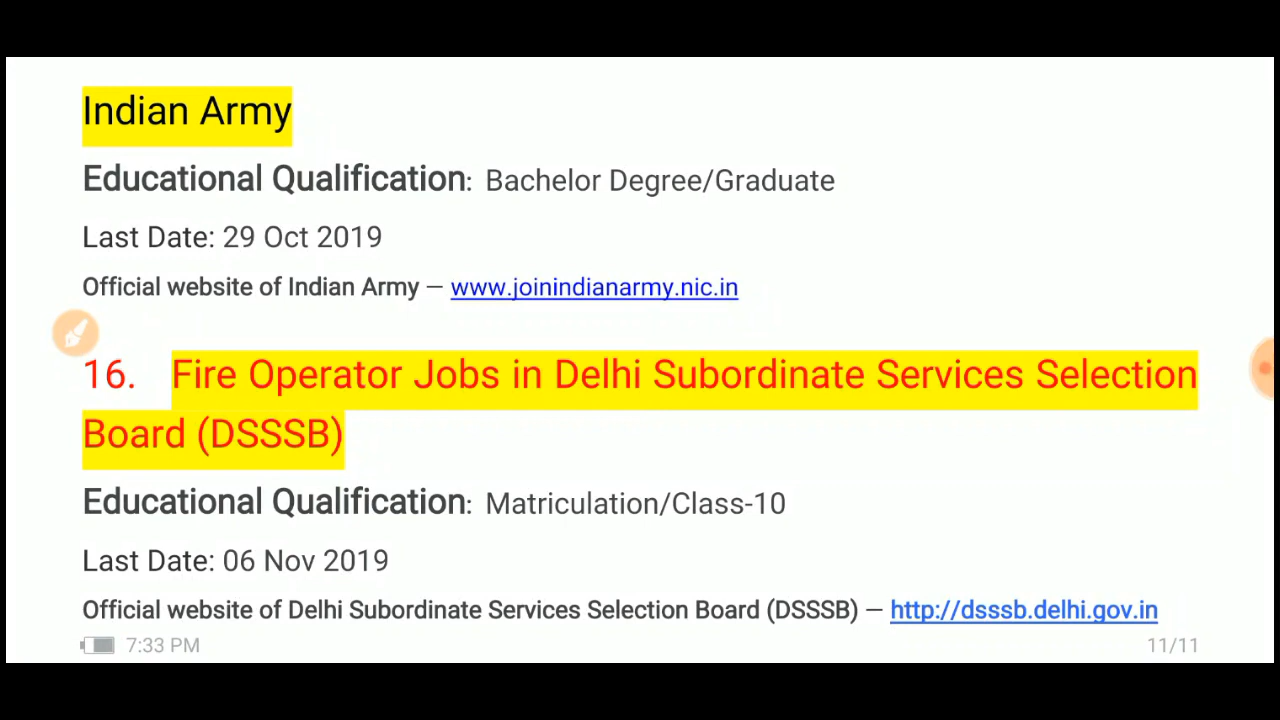 Indian Army
Educational Qualification: Bachelor Degree/Graduate
Last Date: 29 Oct 2019
Official website of Indian Army – www.joinindianarmy.nic.in
16. Fire Operator Jobs in Delhi Subordinate Services Selection
Board (DSSSB)
Educational Qualification: Matriculation/Class-10
Last Date: 06 Nov 2019
Official website of Delhi Subordinate Services Selection Board (DSSSB) – http://dsssb.delhi.gov.in
7:33 PM 11/11